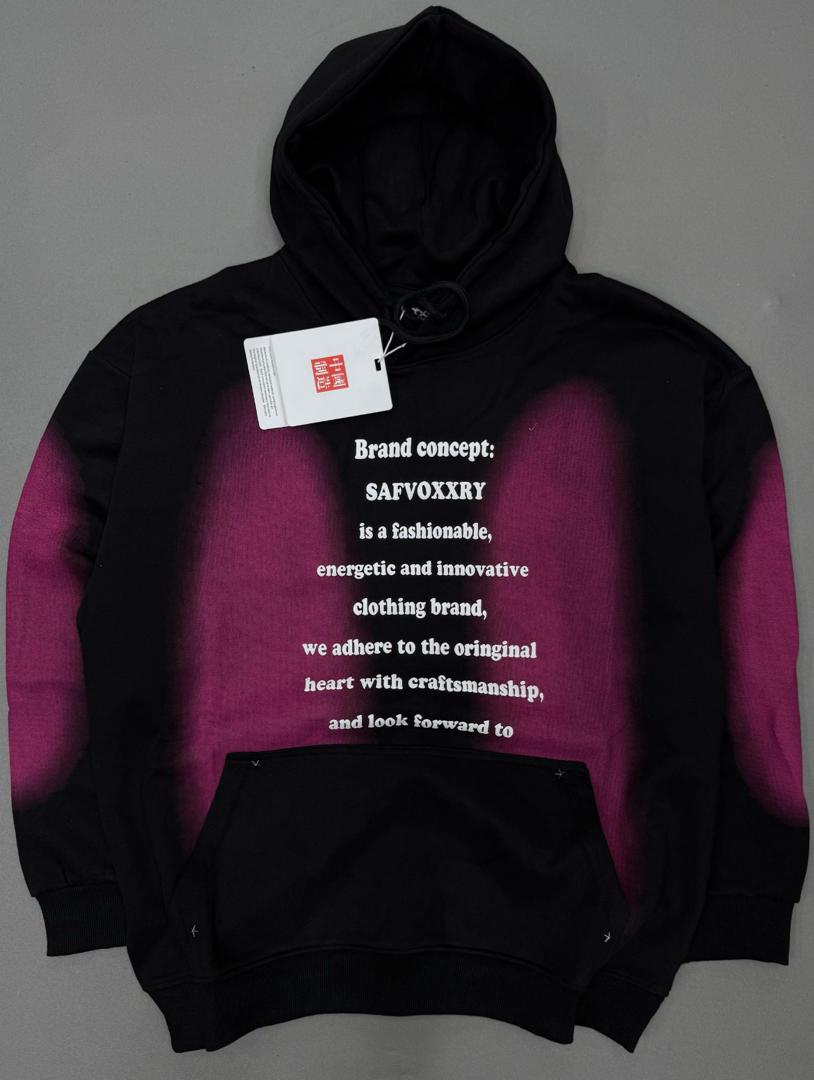 Brand concept:
SAFVOXXRY
is a fashionable,
energetic and innovative
clothing brand,
we adhere to the oringinal
heart with craftsmanship,
and look forward to